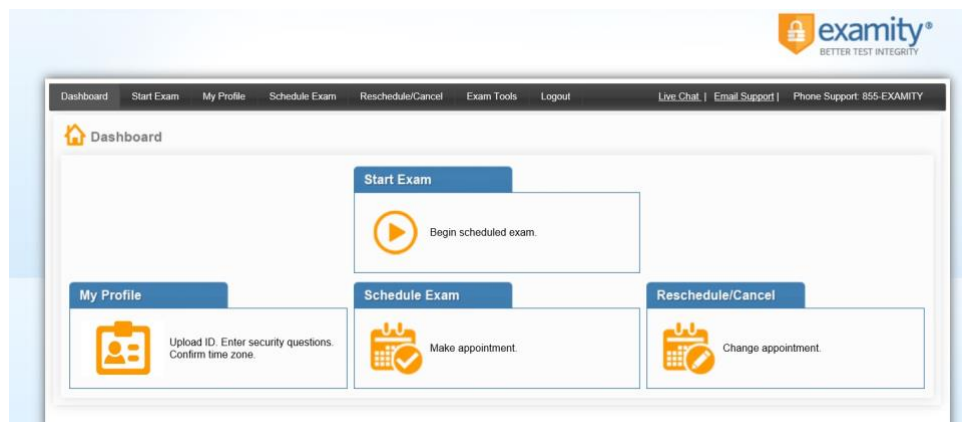 examity®
BETTER TEST INTEGRITY
Dashboard Start Exam My Profile Schedule Exam Reschedule/Cancel Exam Tools Logout Live Chat | Email Support | Phone Support: 855-EXAMITY
Dashboard
Start Exam
Begin scheduled exam.
My Profile
Upload ID. Enter security questions.
Confirm time zone.
Schedule Exam
Make appointment.
Reschedule/Cancel
Change appointment.